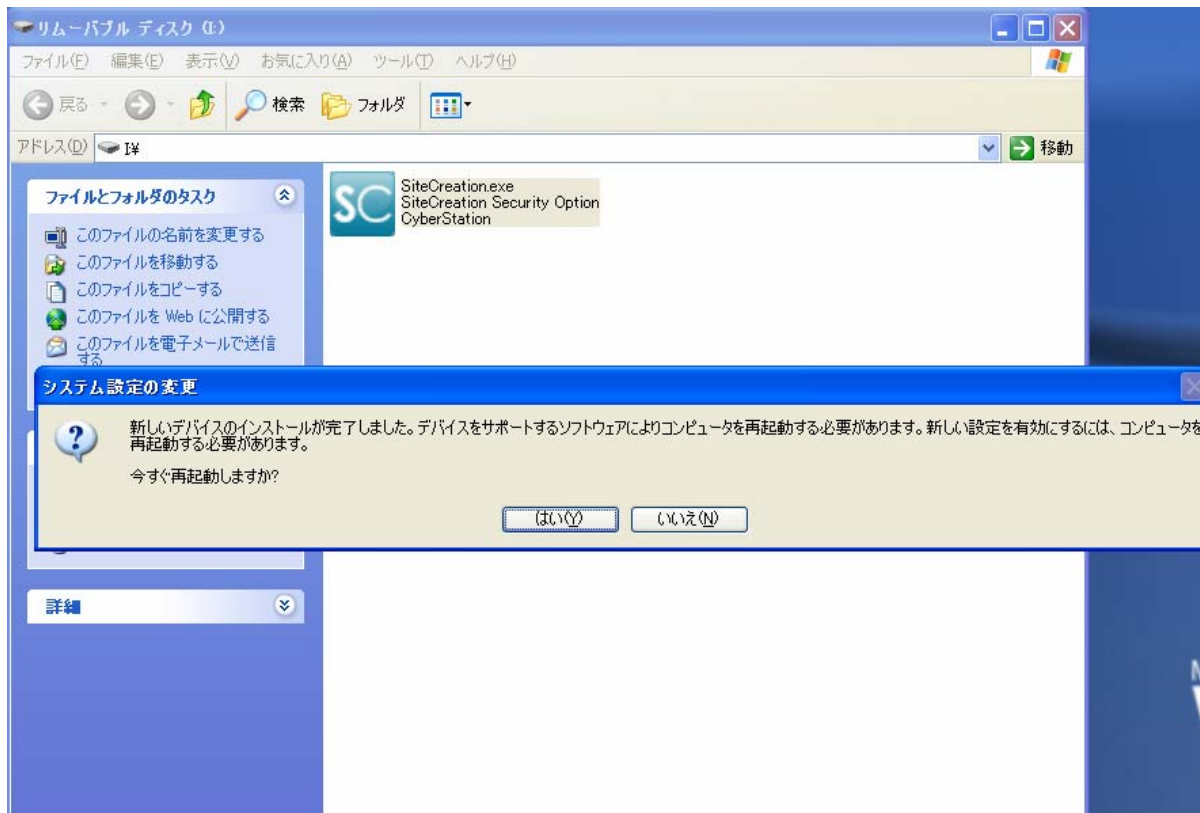 リムーバブル ディスク (I:)
ファイル(F) 編集(E) 表示(V) お気に入り(A) ツール(T) ヘルプ(H)
戻る 検索 フォルダ
アドレス(D) I:¥ 移動
ファイルとフォルダのタスク
このファイルの名前を変更する
このファイルを移動する
このファイルをコピーする
このファイルを Web に公開する
このファイルを電子メールで送信
する
SC
SiteCreation.exe
SiteCreation Security Option
CyberStation
システム設定の変更
新しいデバイスのインストールが完了しました。デバイスをサポートするソフトウェアによりコンピュータを再起動する必要があります。新しい設定を有効にするには、コンピュータを
再起動する必要があります。
今すぐ再起動しますか?
はい(Y) いいえ(N)
詳細